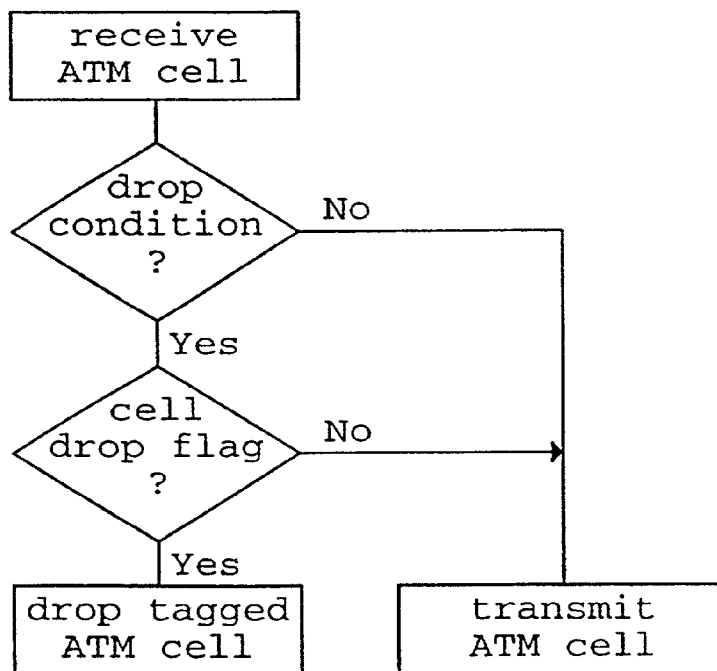 receive
ATM cell
drop
condition
?
No
Yes
cell
drop flag
?
No
Yes
drop tagged
ATM cell
transmit
ATM cell